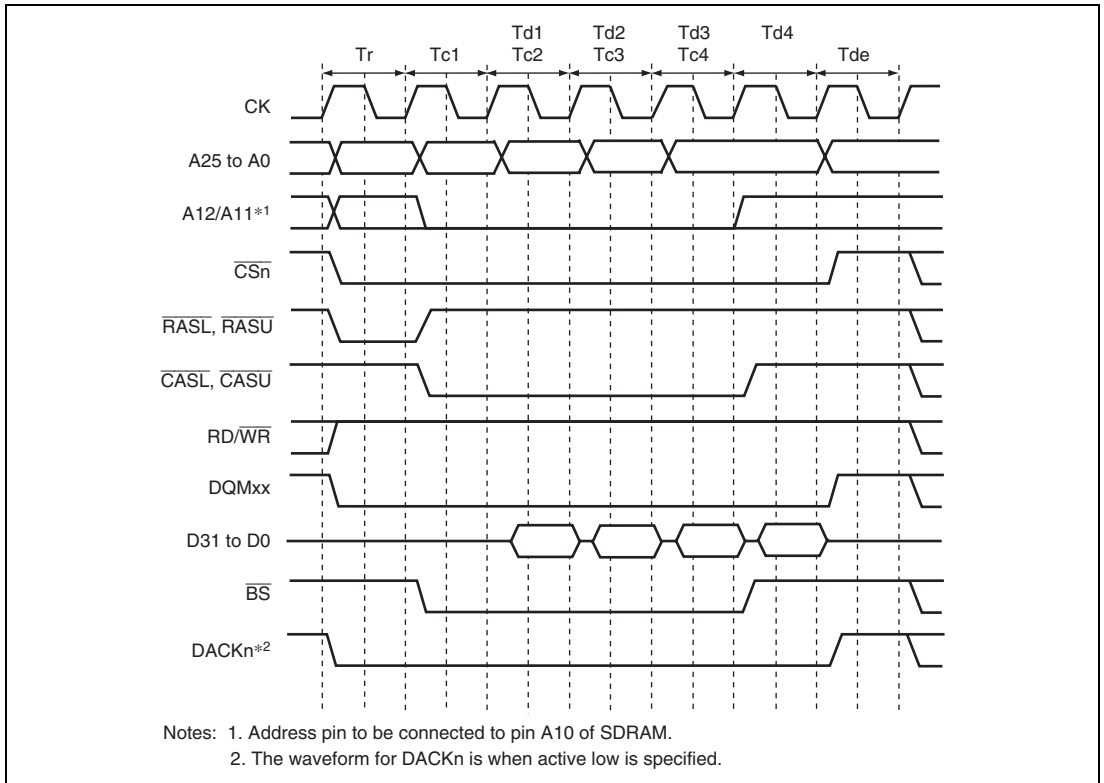 Td1 Td2 Td3 Td4
Tr Tc1 Tc2 Tc3 Tc4 Tde
CK
A25 to A0
A12/A11*1
CSn
RASL, RASU
CASL, CASU
RD/WR
DQMxx
D31 to D0
BS
DACKn*2
Notes: 1. Address pin to be connected to pin A10 of SDRAM.
2. The waveform for DACKn is when active low is specified.